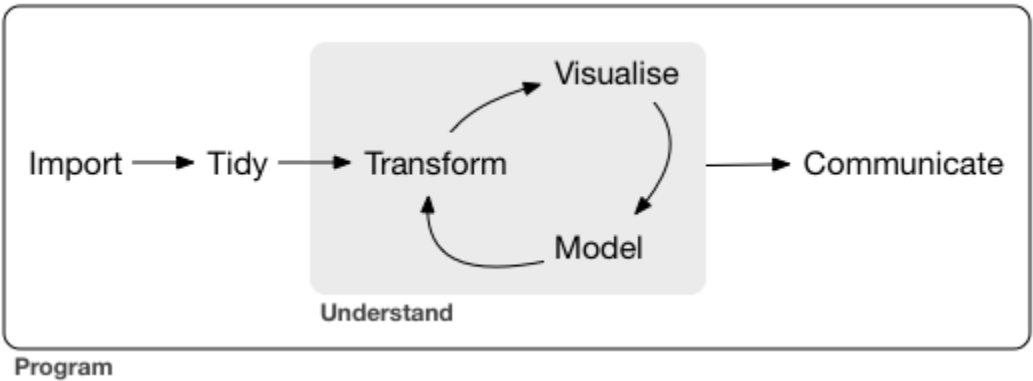 Visualise
Import
Tidy
Transform
Communicate
Model
Understand
Program